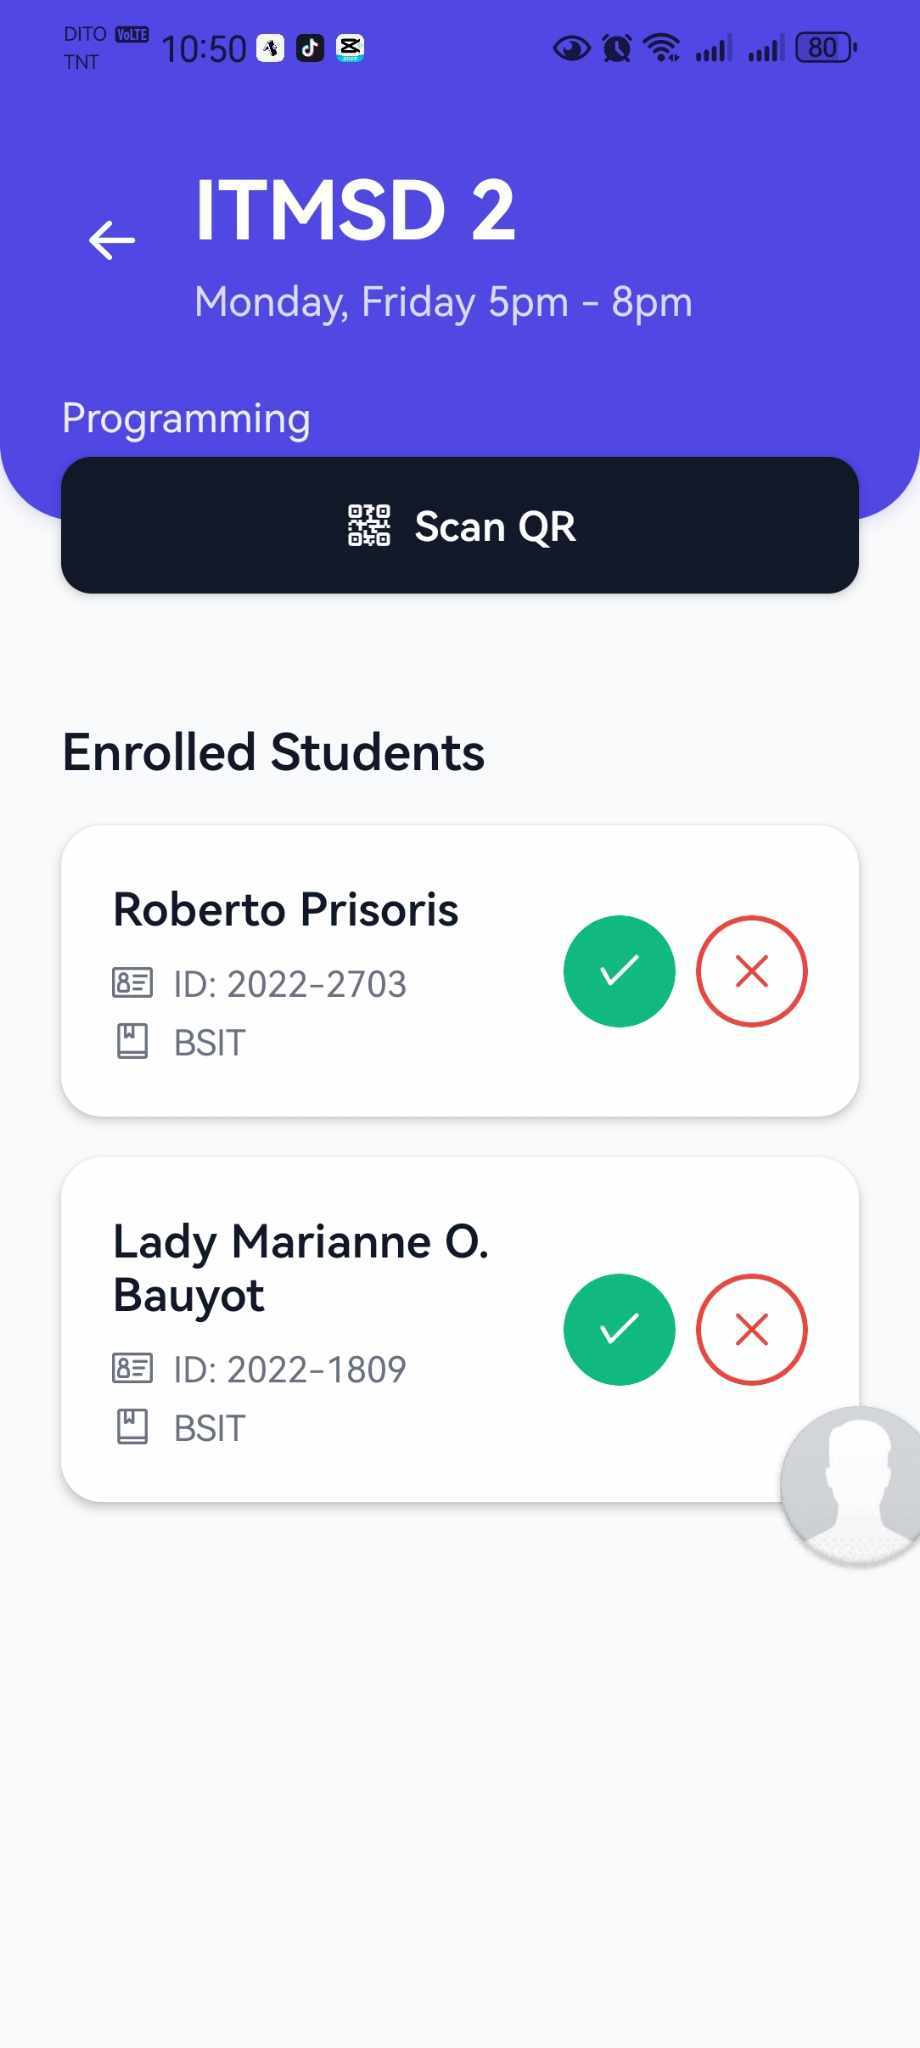 DITO VoLTE
TNT
10:50
80
ITMSD 2
Monday, Friday 5pm - 8pm
Programming
Scan QR
Enrolled Students
Roberto Prisoris
ID: 2022-2703
BSIT
Lady Marianne O.
Bauyot
ID: 2022-1809
BSIT